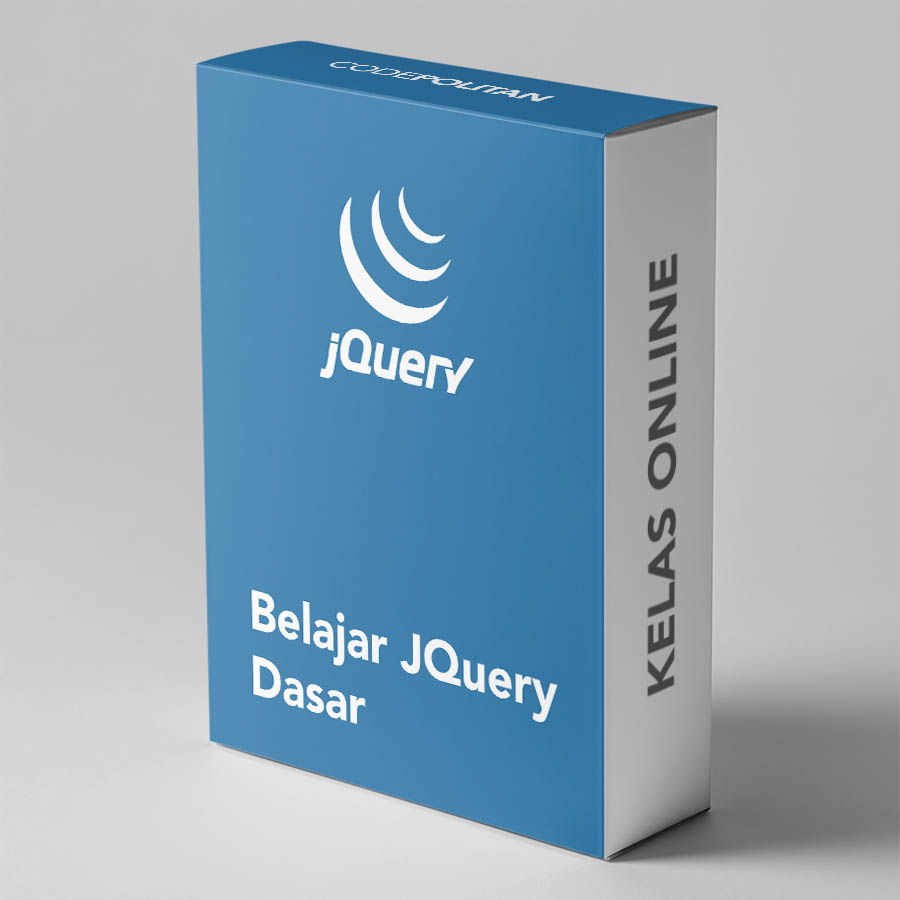 CODEPOLITAN
jQuery
Belajar JQuery
Dasar
KELAS ONLINE